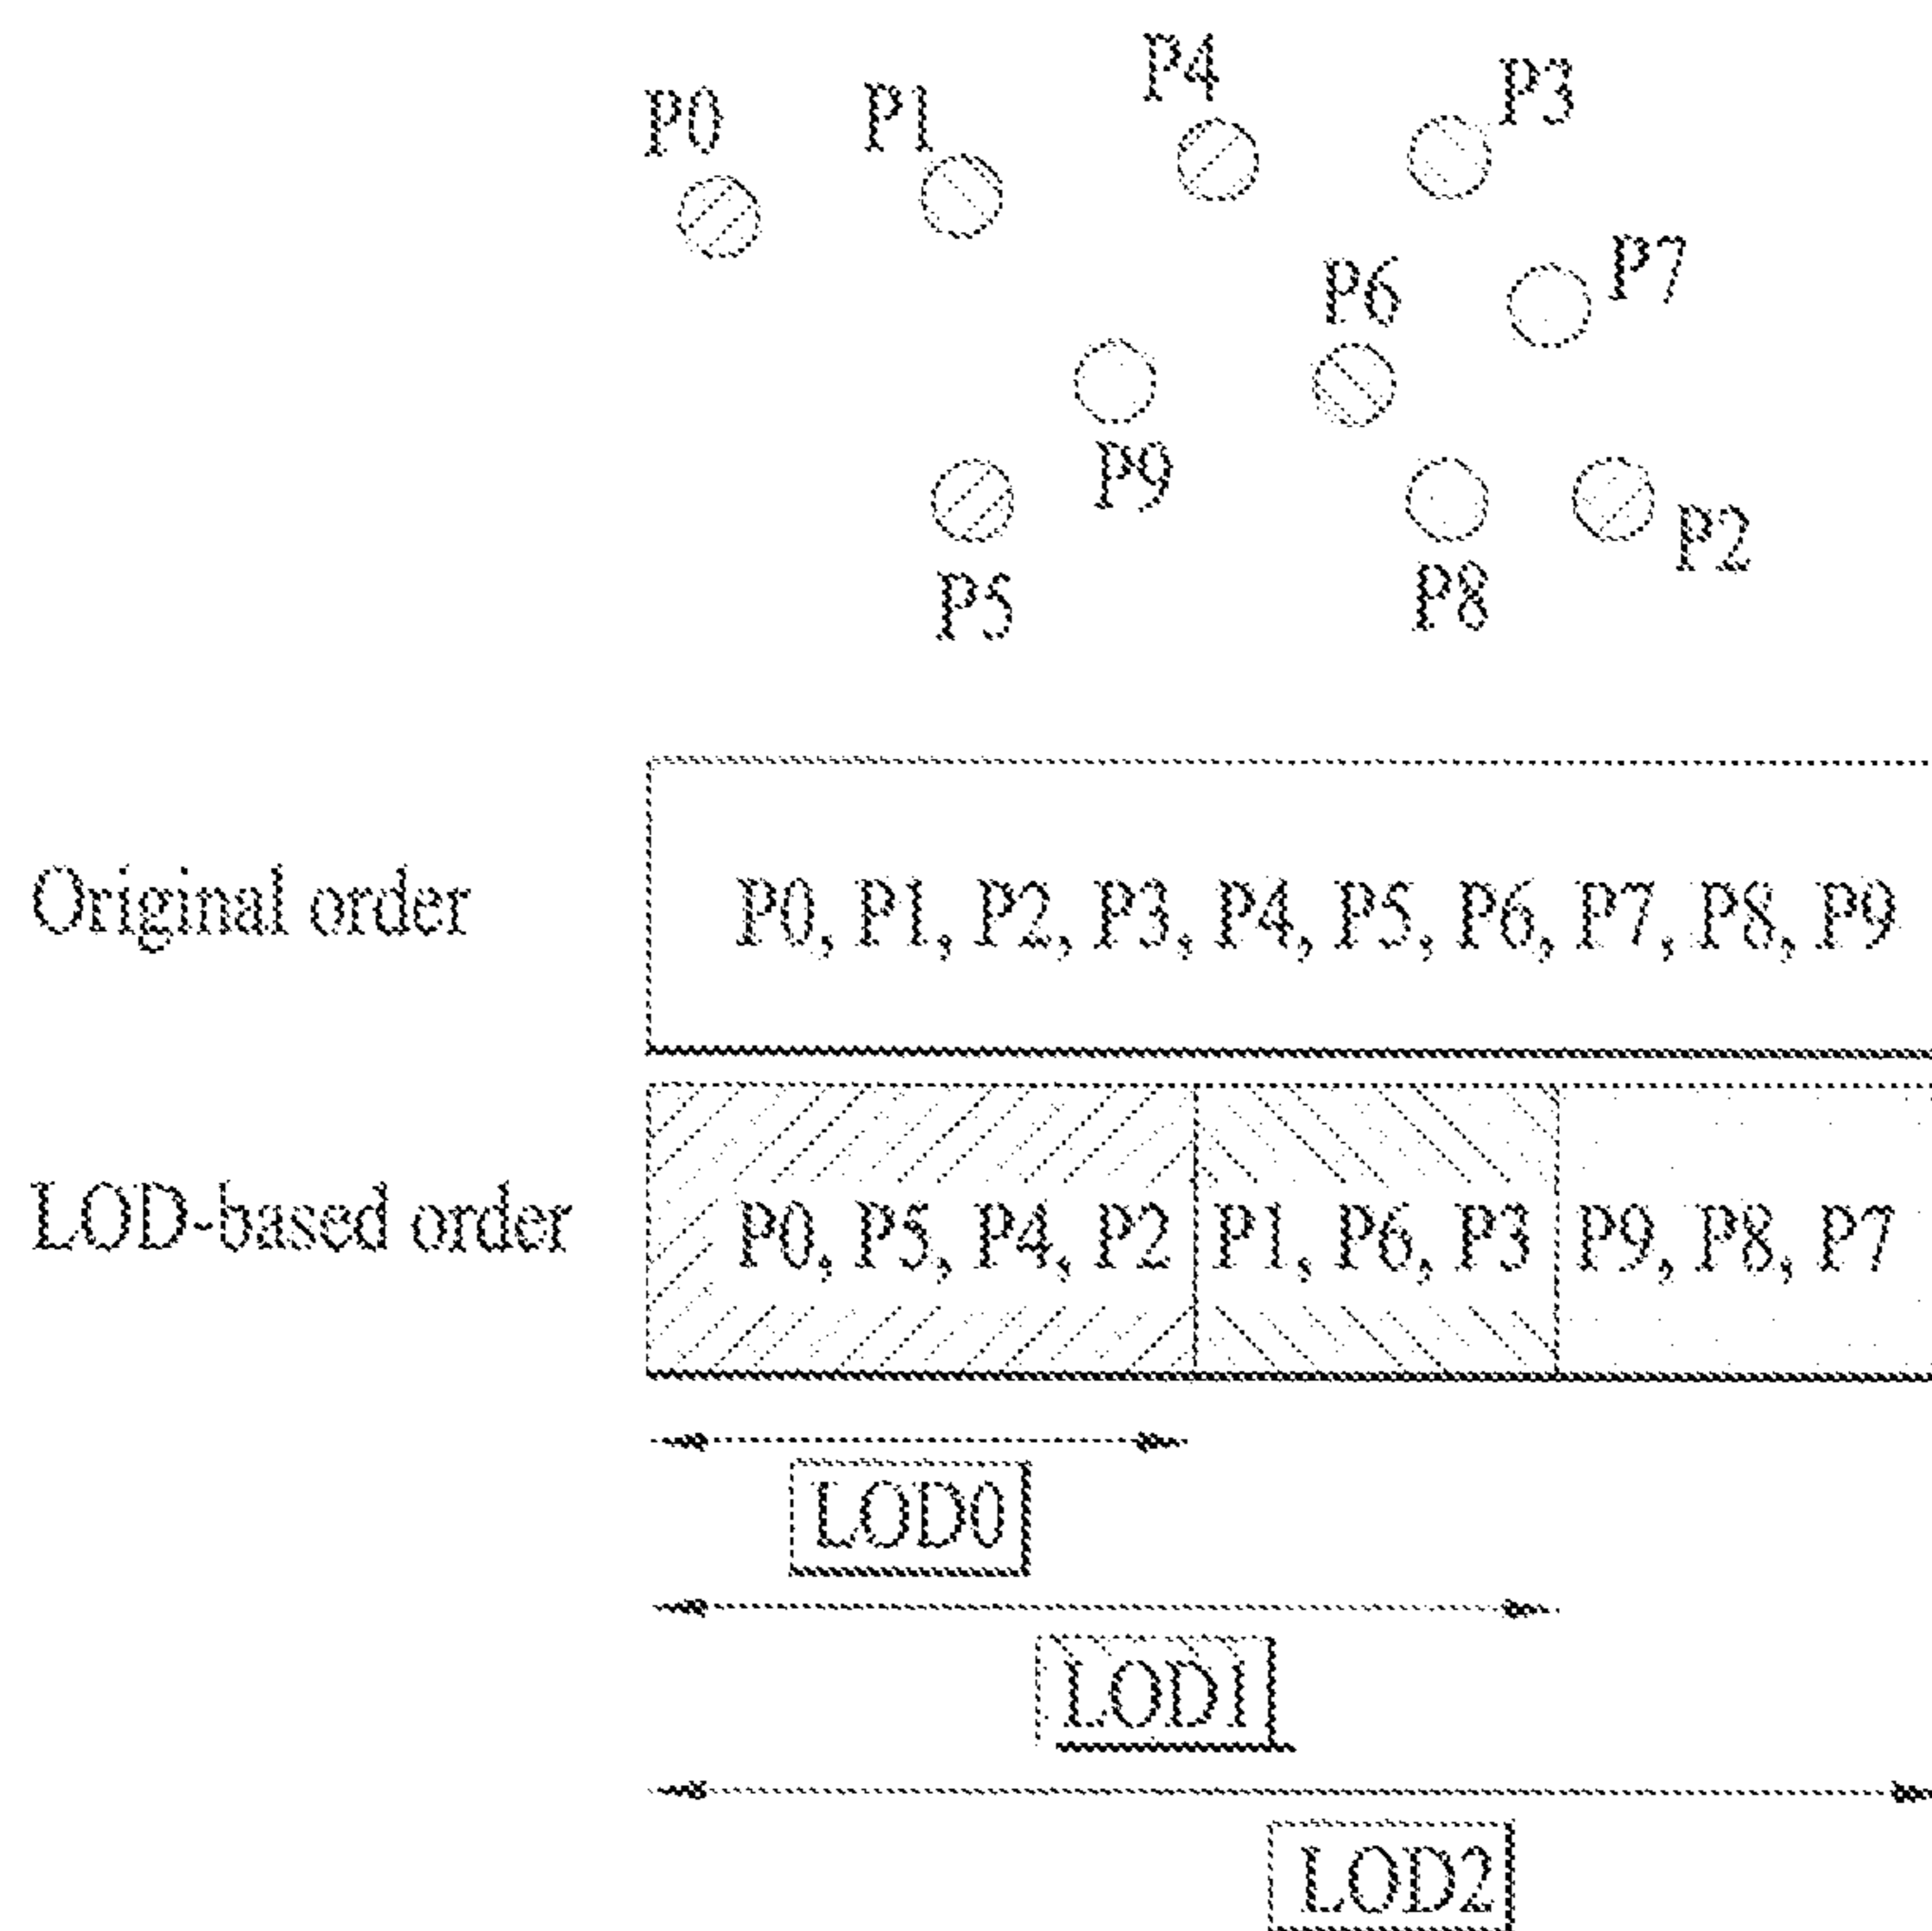 P4
P3
P0
P1
P7
P6
P9
P2
P5
P8
Original order
P0, P1, P2, P3, P4, P5, P6, P7, P8, P9
LOD-based order
P0, P5, P4, P2
P1, P6, P3
P9, P8, P7
LOD0
LOD1
LOD2